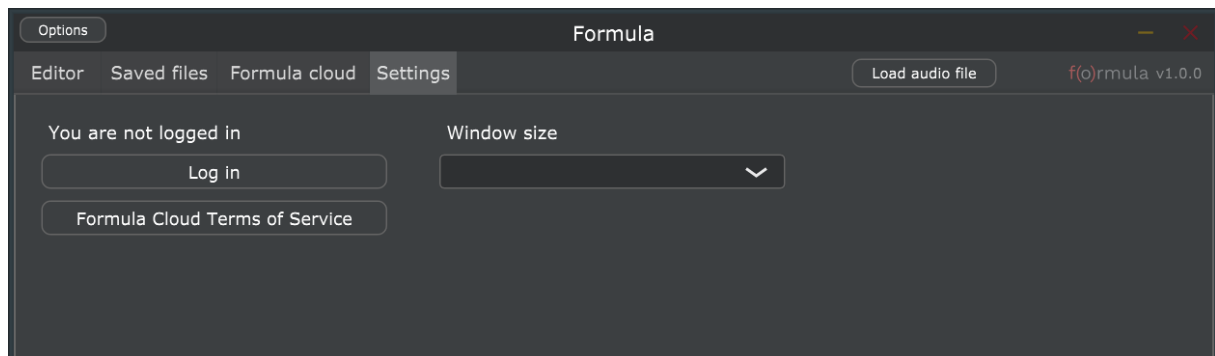 Options
Formula
Editor Saved files Formula cloud Settings Load audio file f(o)rmula v1.0.0
You are not logged in Window size
Log in
Formula Cloud Terms of Service